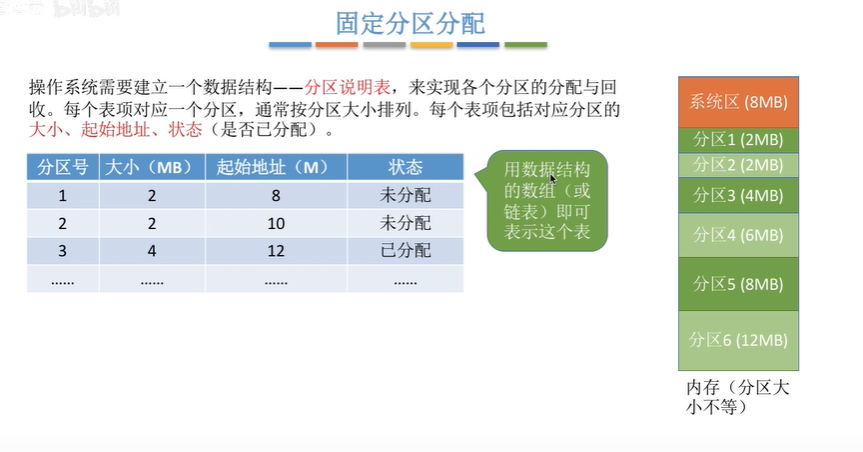 bilibili
固定分区分配
操作系统需要建立一个数据结构——分区说明表，来实现各个分区的分配与回
收。每个表项对应一个分区，通常按分区大小排列。每个表项包括对应分区的
大小、起始地址、状态（是否已分配）。
分区号 大小（MB） 起始地址（M） 状态
1 2 8 未分配
2 2 10 未分配
3 4 12 已分配
...... ...... ...... ......
用数据结构
的数组（或
链表）即可
表示这个表
系统区 (8MB)
分区1 (2MB)
分区2 (2MB)
分区3 (4MB)
分区4 (6MB)
分区5 (8MB)
分区6 (12MB)
内存（分区大
小不等）